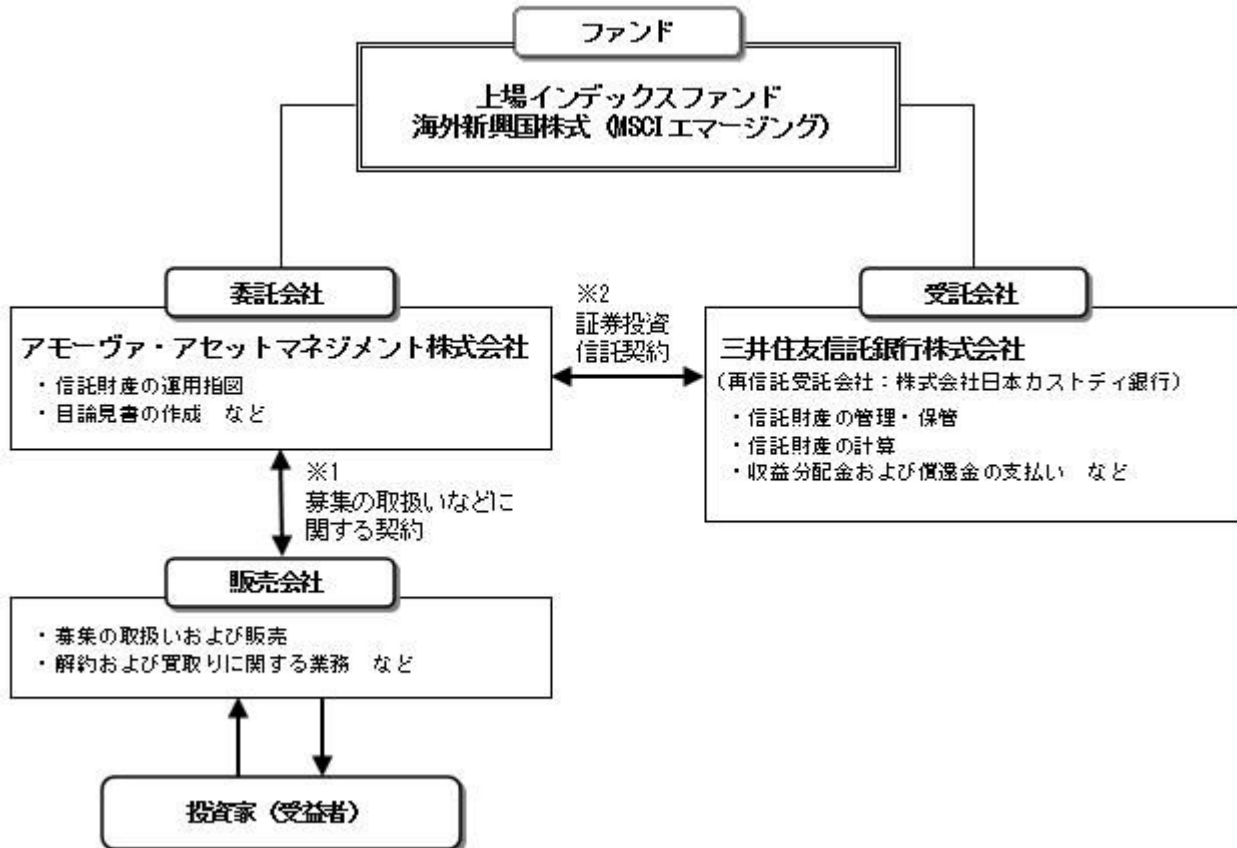 ファンド
上場インデックスファンド
海外新興国株式（MSCIエマージング）
委託会社
アモーヴァ・アセットマネジメント株式会社
・信託財産の運用指図
・目論見書の作成　など
※2
証券投資
信託契約
受託会社
三井住友信託銀行株式会社
（再信託受託会社：株式会社日本カストディ銀行）
・信託財産の管理・保管
・信託財産の計算
・収益分配金および償還金の支払い　など
※1
募集の取扱いなどに
関する契約
販売会社
・募集の取扱いおよび販売
・解約および買取りに関する業務　など
投資家（受益者）